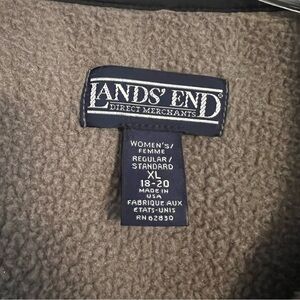 LANDS' END
DIRECT MERCHANTS
WOMEN'S/
FEMME
REGULAR/
STANDARD
XL
18-20
MADE IN
USA
FABRIQUE AUX
ETATS-UNIS
RN 62830